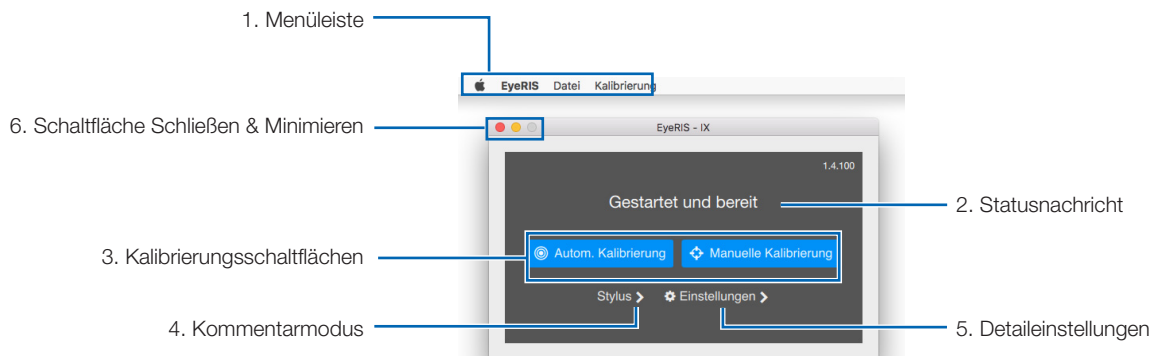 1. Menüleiste
EyeRIS Datei Kalibrierung
6. Schaltfläche Schließen & Minimieren
EyeRIS - IX
1.4.100
Gestartet und bereit
2. Statusnachricht
3. Kalibrierungsschaltflächen
Autom. Kalibrierung
Manuelle Kalibrierung
Stylus
Einstellungen
4. Kommentarmodus
5. Detaileinstellungen